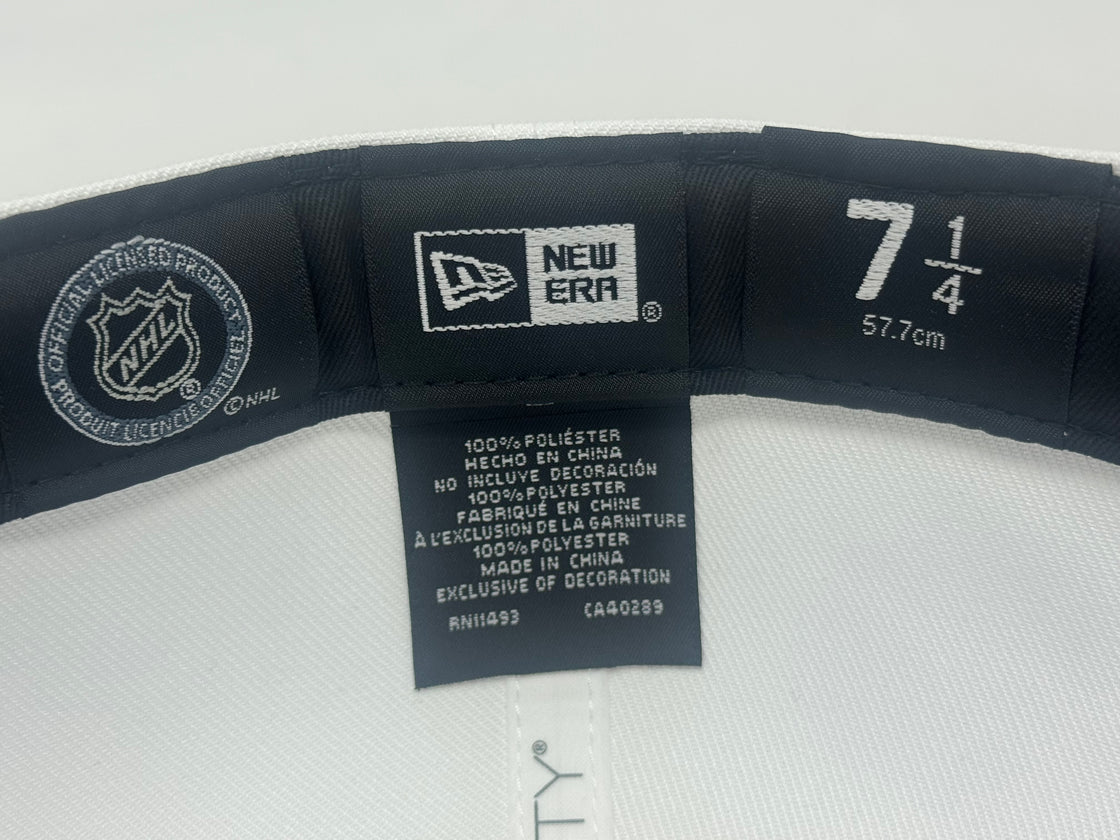 OFFICIAL LICENSED PRODUCT
NHL®
PRODUIT LICENCIÉ OFFICIEL
©NHL
NEW
ERA®
7 1/4
57.7cm
100% POLIÉSTER
HECHO EN CHINA
NO INCLUYE DECORACIÓN
100% POLYESTER
FABRIQUÉ EN CHINE
À L'EXCLUSION DE LA GARNITURE
100% POLYESTER
MADE IN CHINA
EXCLUSIVE OF DECORATION
RN11493 CA40289
TY®